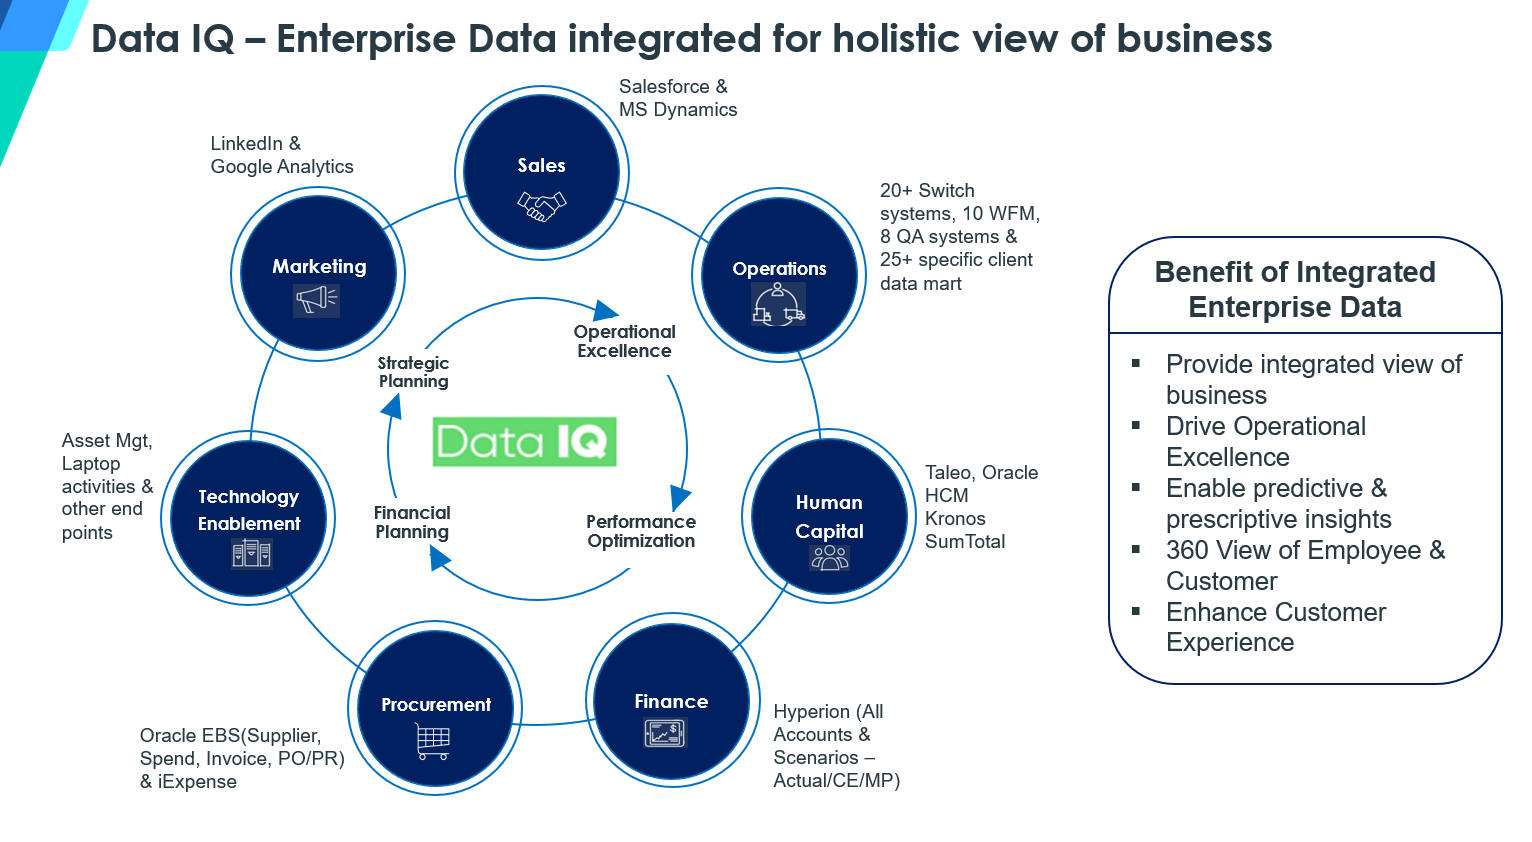 Data IQ – Enterprise Data integrated for holistic view of business
Salesforce &
MS Dynamics
LinkedIn &
Google Analytics
Sales
20+ Switch
systems, 10 WFM,
8 QA systems &
25+ specific client
data mart
Marketing
Operations
Operational
Excellence
Strategic
Planning
Data IQ
Asset Mgt,
Laptop
activities &
other end
points
Technology
Enablement
Financial
Planning
Performance
Optimization
Human
Capital
Taleo, Oracle
HCM
Kronos
SumTotal
Procurement
Finance
$
Oracle EBS(Supplier,
Spend, Invoice, PO/PR)
& iExpense
Hyperion (All
Accounts &
Scenarios –
Actual/CE/MP)
Benefit of Integrated
Enterprise Data
▪ Provide integrated view of
business
▪ Drive Operational
Excellence
▪ Enable predictive &
prescriptive insights
▪ 360 View of Employee &
Customer
▪ Enhance Customer
Experience